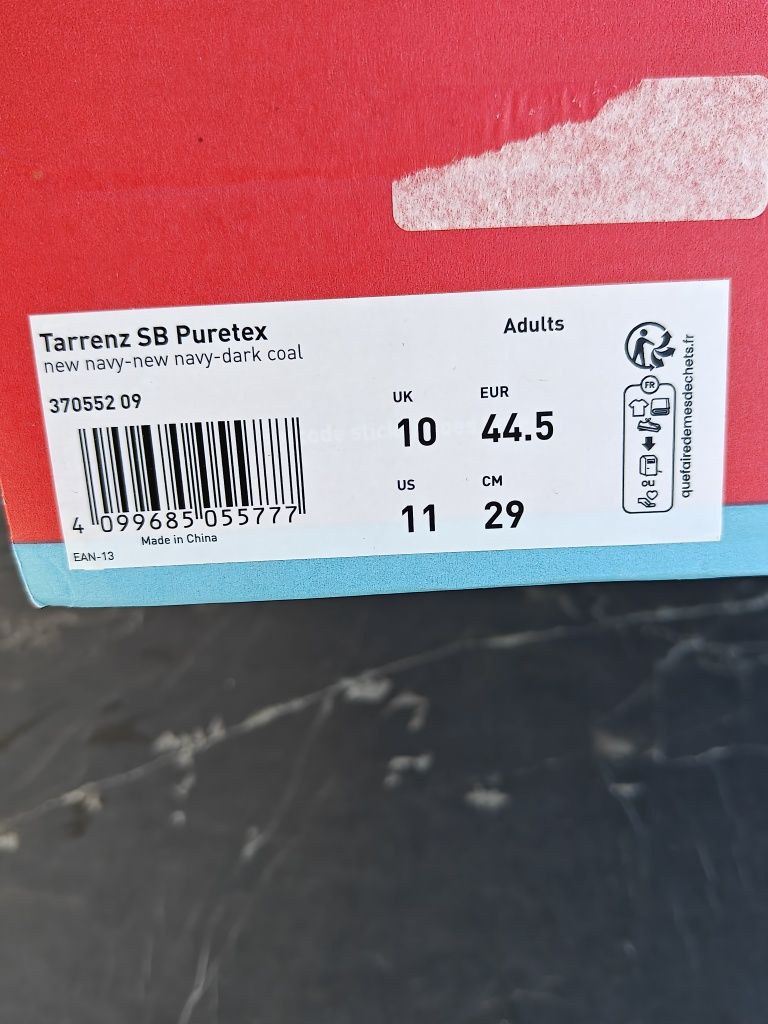 Tarrenz SB Puretex
new navy-new navy-dark coal
Adults
370552 09
UK
10
EUR
44.5
US
11
CM
29
4 099685 055777
Made in China
EAN-13
FR
OU
quefairedemesdechets.fr